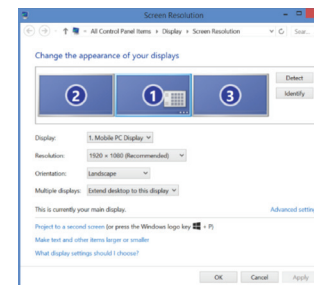 Screen Resolution
« All Control Panel Items › Display › Screen Resolution
Sear...
Change the appearance of your displays
2 1 3
Detect
Identify
Display: 1. Mobile PC Display
Resolution: 1920 × 1080 (Recommended)
Orientation: Landscape
Multiple displays: Extend desktop to this display
This is currently your main display.
Advanced settin
Project to a second screen (or press the Windows logo key + P)
Make text and other items larger or smaller
What display settings should I choose?
OK Cancel Apply